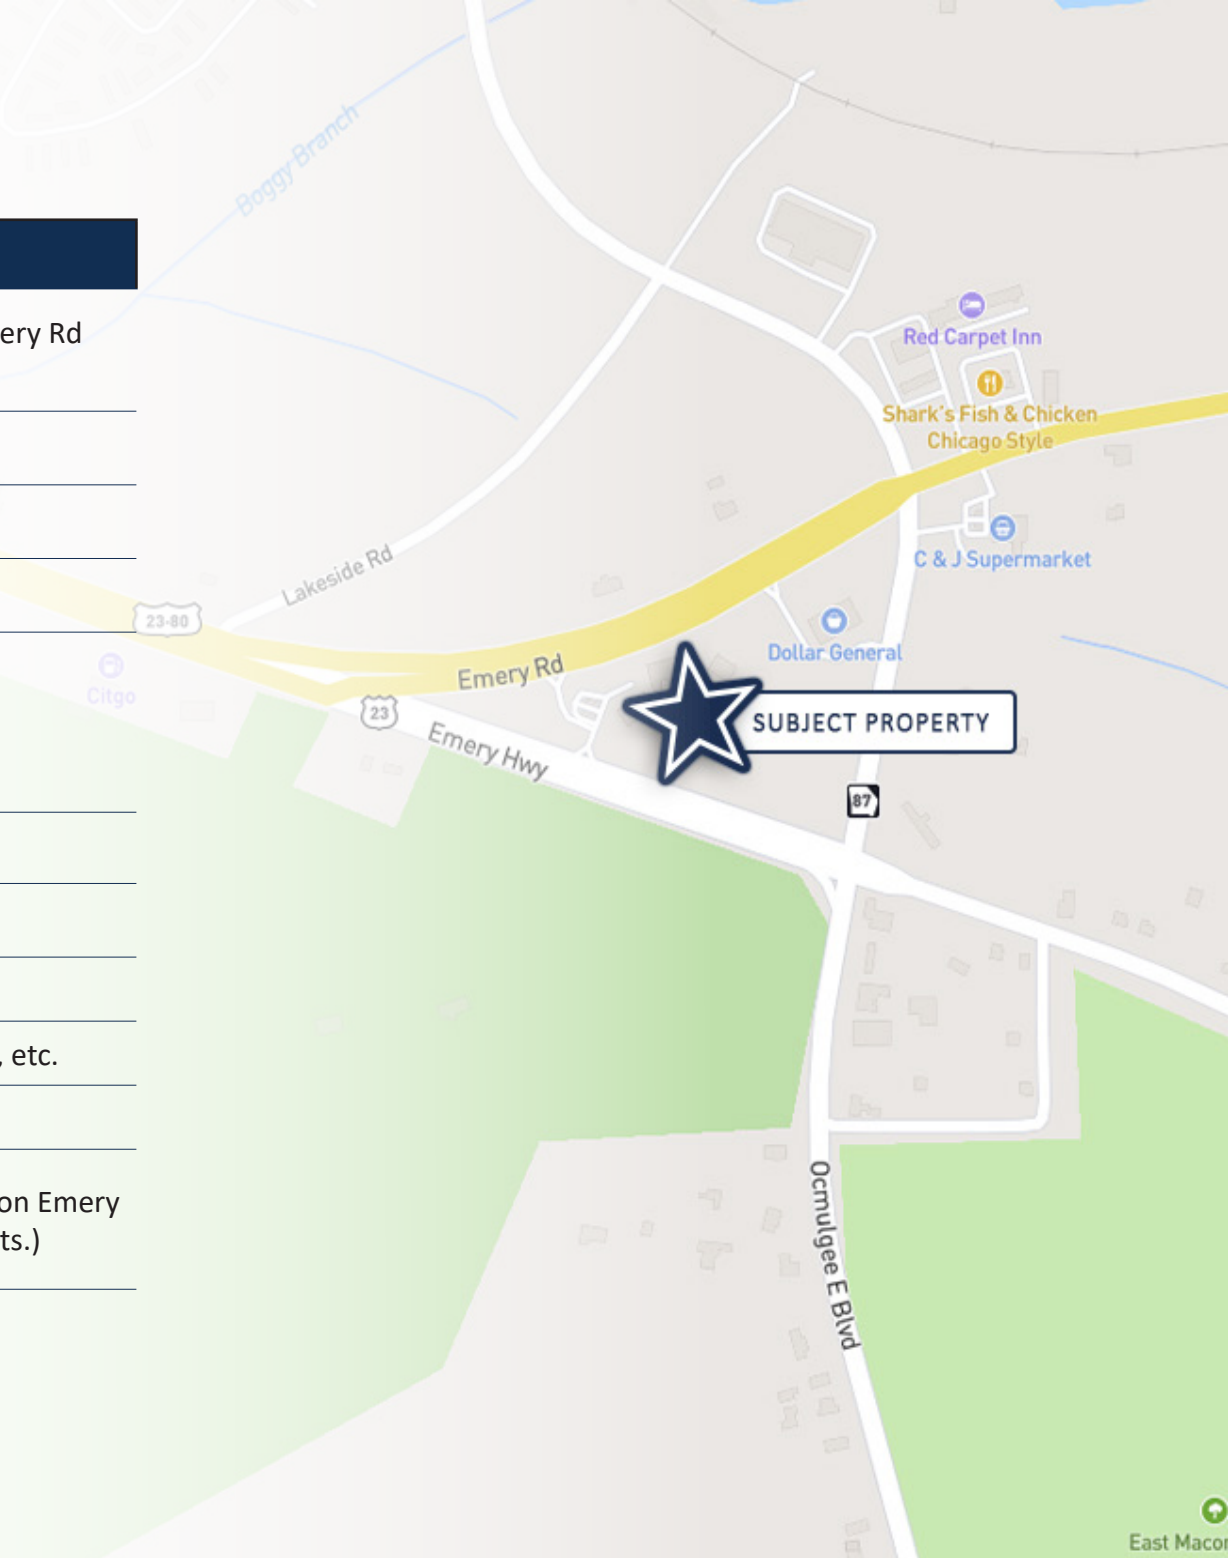 ery Rd
, etc.
on Emery
ts.)
Boggy Branch
Red Carpet Inn
Shark's Fish & Chicken
Chicago Style
C & J Supermarket
Lakeside Rd
23-80
Citgo
Dollar General
Emery Rd
23
Emery Hwy
SUBJECT PROPERTY
87
Ocmulgee E Blvd
East Macon